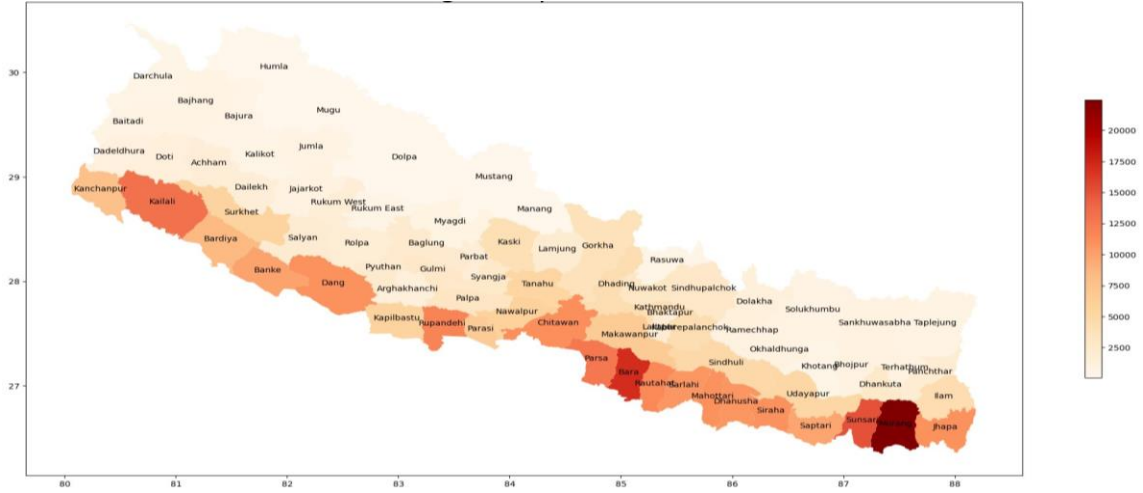 30
29
28
27
80
81
82
83
84
85
86
87
88
20000
17500
15000
12500
10000
7500
5000
2500
Humla
Darchula
Bajhang
Mugu
Bajura
Baitadi
Jumla
Dadeldhura
Doti
Kalikot
Achham
Dolpa
Mustang
Kanchanpur
Dailekh
Jajarkot
Kailali
Rukum West
Rukum East
Surkhet
Manang
Myagdi
Bardiya
Salyan
Rolpa
Baglung
Kaski
Lamjung
Gorkha
Parbat
Rasuwa
Banke
Pyuthan
Gulmi
Syangja
Dang
Arghakhanchi
Tanahu
Dhading
Nuwakot
Sindhupalchok
Palpa
Dolakha
Kathmandu
Bhaktapur
Solukhumbu
Kapilbastu
Rupandehi
Parasi
Nawalpur
Chitawan
Makawanpur
Ramechhap
Sankhuwasabha
Taplejung
Okhaldhunga
Parsa
Bara
Sindhuli
Khotang
Bhojpur
Terhathum
Panchthar
Rautahat
Sarlahi
Mahottari
Dhanusha
Siraha
Udayapur
Dhankuta
Ilam
Saptari
Sunsari
Jhapa